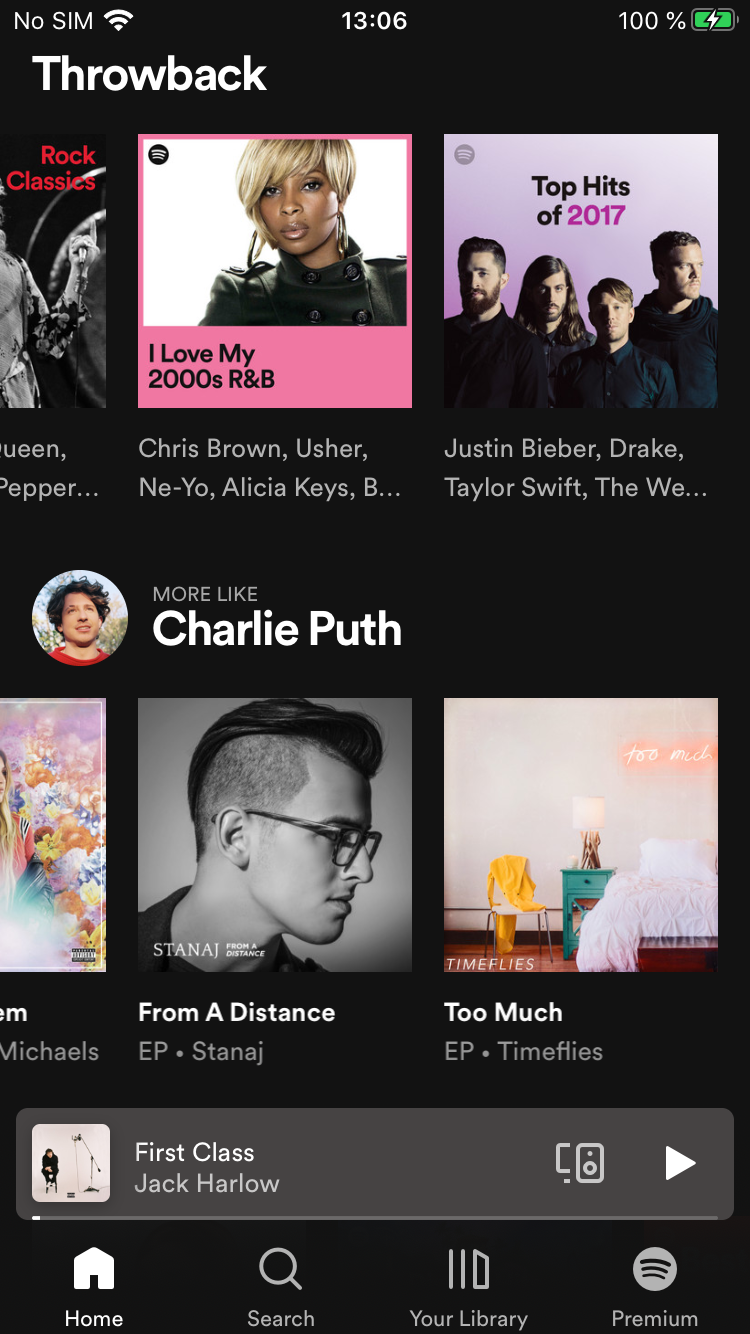 No SIM 13:06 100 %
Throwback
Rock
Classics
I Love My
2000s R&B
Top Hits
of 2017
ueen,
Pepper...
Chris Brown, Usher,
Ne-Yo, Alicia Keys, B...
Justin Bieber, Drake,
Taylor Swift, The We...
MORE LIKE
Charlie Puth
STANAJ FROM A
DISTANCE
too much
TIMEFLIES
em
Michaels
From A Distance
EP • Stanaj
Too Much
EP • Timeflies
First Class
Jack Harlow
Home
Search
Your Library
Premium